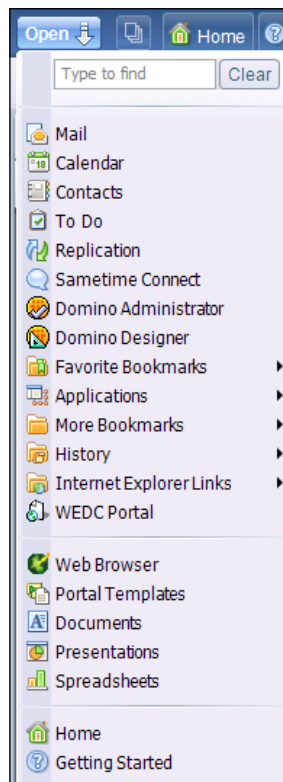 Open
Home
Type to find
Clear
Mail
18
Calendar
Contacts
To Do
Replication
Sametime Connect
Domino Administrator
Domino Designer
Favorite Bookmarks
Applications
More Bookmarks
History
Internet Explorer Links
WEDC Portal
Web Browser
Portal Templates
Documents
Presentations
Spreadsheets
Home
Getting Started